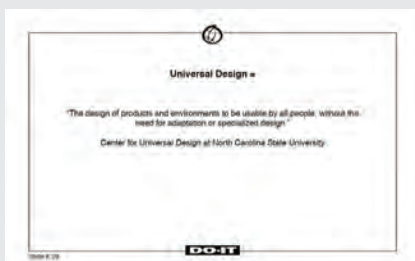 Universal Design =
"The design of products and environments to be usable by all people, without the
need for adaptation or specialized design."
Center for Universal Design at North Carolina State University
DO-IT